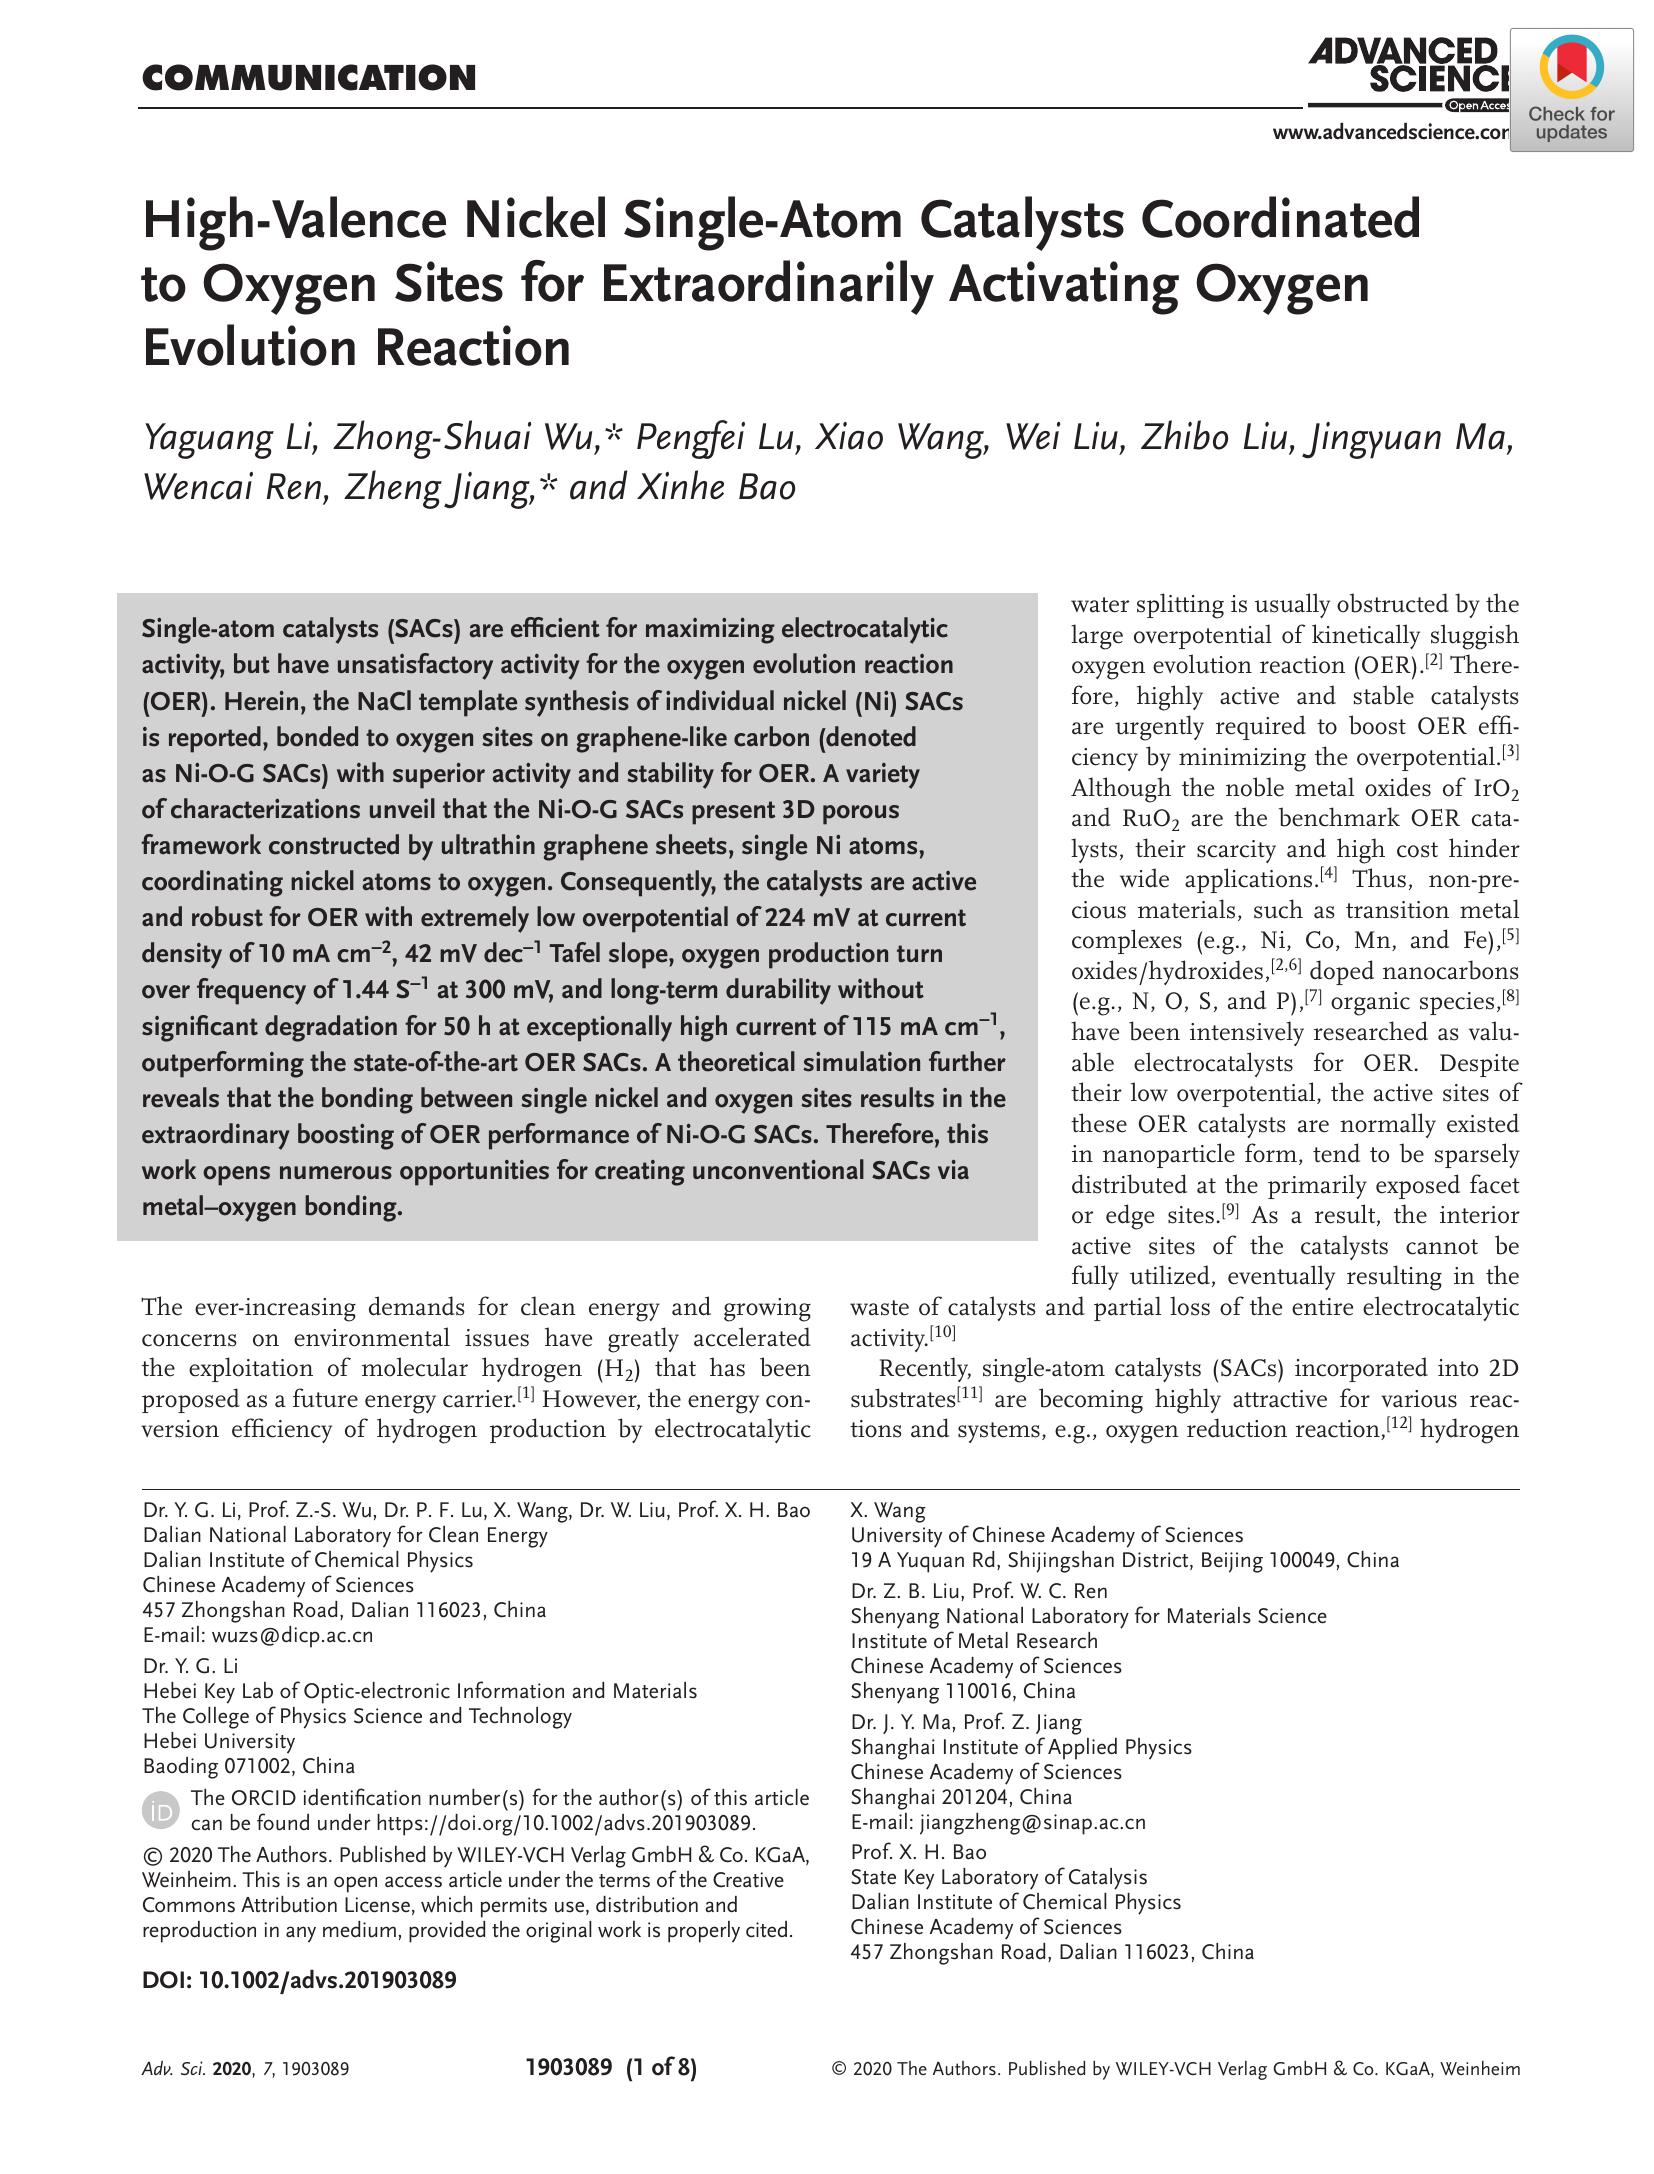 COMMUNICATION
ADVANCED
SCIENCE
Open Access
www.advancedscience.com
Check for
updates
High-Valence Nickel Single-Atom Catalysts Coordinated
to Oxygen Sites for Extraordinarily Activating Oxygen
Evolution Reaction
Yaguang Li, Zhong-Shuai Wu,* Pengfei Lu, Xiao Wang, Wei Liu, Zhibo Liu, Jingyuan Ma,
Wencai Ren, Zheng Jiang,* and Xinhe Bao
Single-atom catalysts (SACs) are efficient for maximizing electrocatalytic
activity, but have unsatisfactory activity for the oxygen evolution reaction
(OER). Herein, the NaCl template synthesis of individual nickel (Ni) SACs
is reported, bonded to oxygen sites on graphene-like carbon (denoted
as Ni-O-G SACs) with superior activity and stability for OER. A variety
of characterizations unveil that the Ni-O-G SACs present 3D porous
framework constructed by ultrathin graphene sheets, single Ni atoms,
coordinating nickel atoms to oxygen. Consequently, the catalysts are active
and robust for OER with extremely low overpotential of 224 mV at current
density of 10 mA cm⁻², 42 mV dec⁻¹ Tafel slope, oxygen production turn
over frequency of 1.44 S⁻¹ at 300 mV, and long-term durability without
significant degradation for 50 h at exceptionally high current of 115 mA cm⁻¹,
outperforming the state-of-the-art OER SACs. A theoretical simulation further
reveals that the bonding between single nickel and oxygen sites results in the
extraordinary boosting of OER performance of Ni-O-G SACs. Therefore, this
work opens numerous opportunities for creating unconventional SACs via
metal–oxygen bonding.
The ever-increasing demands for clean energy and growing
concerns on environmental issues have greatly accelerated
the exploitation of molecular hydrogen (H₂) that has been
proposed as a future energy carrier.[1] However, the energy con-
version efficiency of hydrogen production by electrocatalytic
water splitting is usually obstructed by the
large overpotential of kinetically sluggish
oxygen evolution reaction (OER).[2] There-
fore, highly active and stable catalysts
are urgently required to boost OER effi-
ciency by minimizing the overpotential.[3]
Although the noble metal oxides of IrO₂
and RuO₂ are the benchmark OER cata-
lysts, their scarcity and high cost hinder
the wide applications.[4] Thus, non-pre-
cious materials, such as transition metal
complexes (e.g., Ni, Co, Mn, and Fe),[5]
oxides/hydroxides,[2,6] doped nanocarbons
(e.g., N, O, S, and P),[7] organic species,[8]
have been intensively researched as valu-
able electrocatalysts for OER. Despite
their low overpotential, the active sites of
these OER catalysts are normally existed
in nanoparticle form, tend to be sparsely
distributed at the primarily exposed facet
or edge sites.[9] As a result, the interior
active sites of the catalysts cannot be
fully utilized, eventually resulting in the
waste of catalysts and partial loss of the entire electrocatalytic
activity.[10]
Recently, single-atom catalysts (SACs) incorporated into 2D
substrates[11] are becoming highly attractive for various reac-
tions and systems, e.g., oxygen reduction reaction,[12] hydrogen
Dr. Y. G. Li, Prof. Z.-S. Wu, Dr. P. F. Lu, X. Wang, Dr. W. Liu, Prof. X. H. Bao
Dalian National Laboratory for Clean Energy
Dalian Institute of Chemical Physics
Chinese Academy of Sciences
457 Zhongshan Road, Dalian 116023, China
E-mail: wuzs@dicp.ac.cn
Dr. Y. G. Li
Hebei Key Lab of Optic-electronic Information and Materials
The College of Physics Science and Technology
Hebei University
Baoding 071002, China
iD
The ORCID identification number(s) for the author(s) of this article
can be found under https://doi.org/10.1002/advs.201903089.
© 2020 The Authors. Published by WILEY-VCH Verlag GmbH & Co. KGaA,
Weinheim. This is an open access article under the terms of the Creative
Commons Attribution License, which permits use, distribution and
reproduction in any medium, provided the original work is properly cited.
DOI: 10.1002/advs.201903089
X. Wang
University of Chinese Academy of Sciences
19 A Yuquan Rd, Shijingshan District, Beijing 100049, China
Dr. Z. B. Liu, Prof. W. C. Ren
Shenyang National Laboratory for Materials Science
Institute of Metal Research
Chinese Academy of Sciences
Shenyang 110016, China
Dr. J. Y. Ma, Prof. Z. Jiang
Shanghai Institute of Applied Physics
Chinese Academy of Sciences
Shanghai 201204, China
E-mail: jiangzheng@sinap.ac.cn
Prof. X. H. Bao
State Key Laboratory of Catalysis
Dalian Institute of Chemical Physics
Chinese Academy of Sciences
457 Zhongshan Road, Dalian 116023, China
Adv. Sci. 2020, 7, 1903089
1903089 (1 of 8)
© 2020 The Authors. Published by WILEY-VCH Verlag GmbH & Co. KGaA, Weinheim